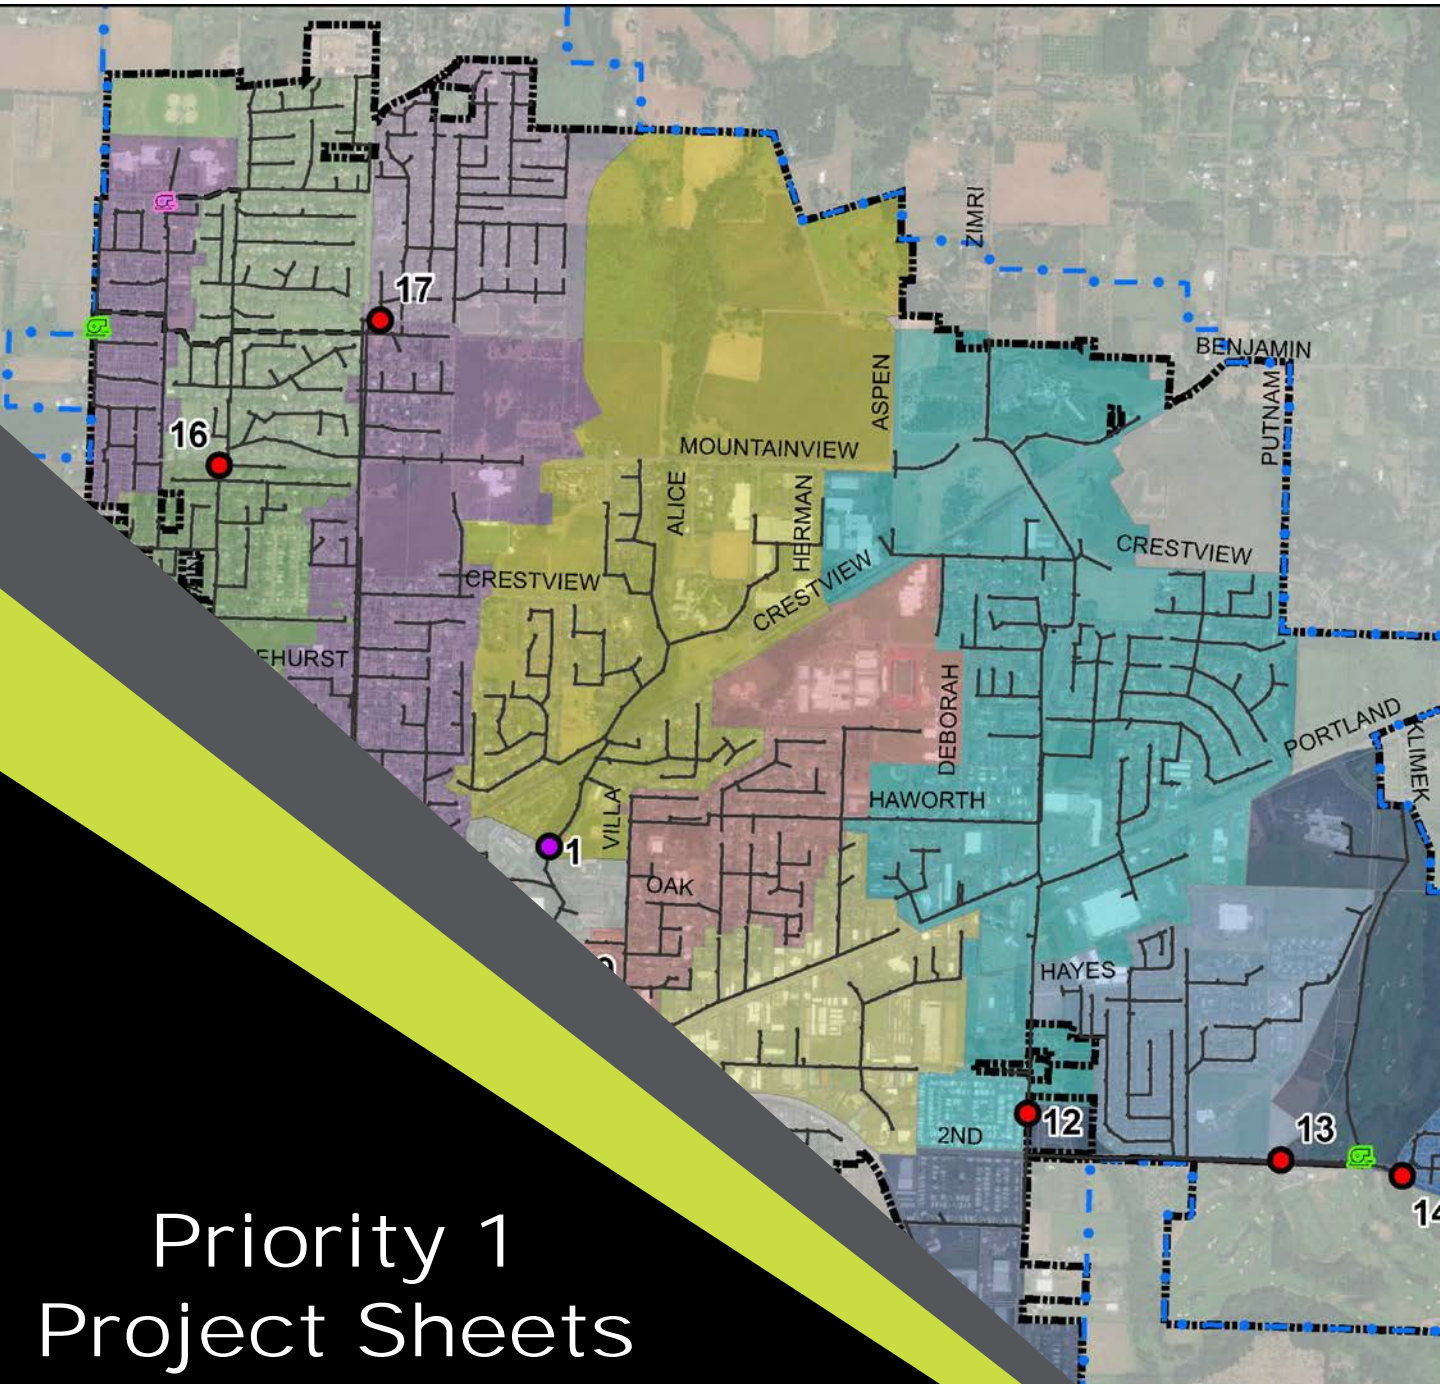 ZIMRI
17
BENJAMIN
PUTNAM
ASPEN
16
MOUNTAINVIEW
ALICE
HERMAN
CRESTVIEW
CRESTVIEW
CRESTVIEW
EHURST
DEBORAH
PORTLAND
KLIMEK
VILLA
HAWORTH
1
OAK
HAYES
12
2ND
13
14
Priority 1
Project Sheets